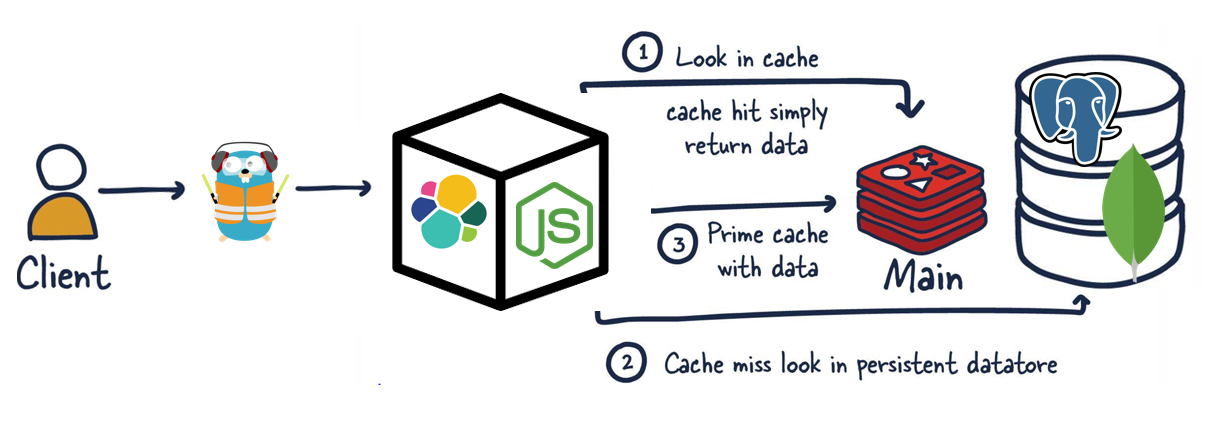 1 Look in cache
cache hit simply
return data
JS
3 Prime cache
with data
Client
Main
2 Cache miss look in persistent datatore